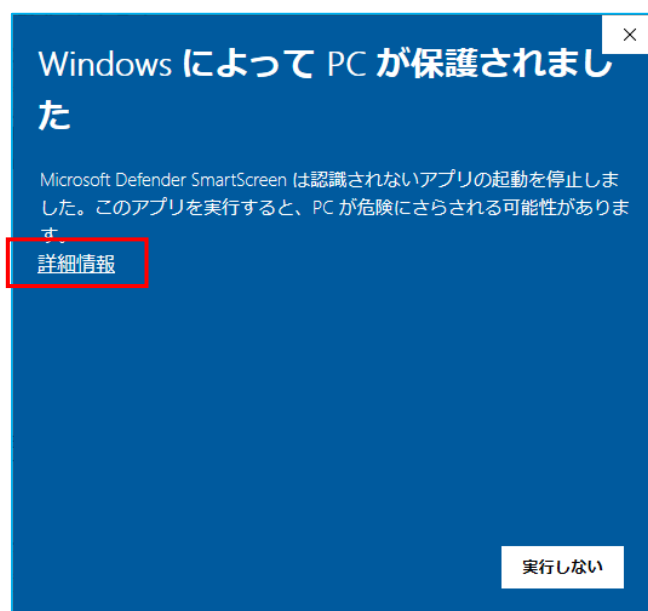 Windows によって PC が保護されまし
た
Microsoft Defender SmartScreen は認識されないアプリの起動を停止しま
した。このアプリを実行すると、PC が危険にさらされる可能性がありま
す。
詳細情報
実行しない